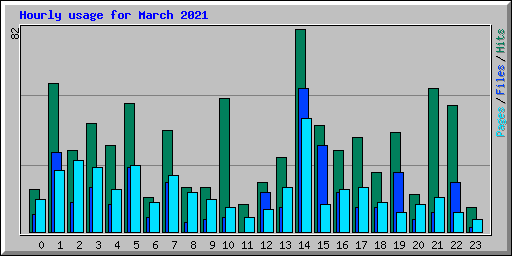 Hourly usage for March 2021
82
Pages/Files/Hits
0 1 2 3 4 5 6 7 8 9 10 11 12 13 14 15 16 17 18 19 20 21 22 23